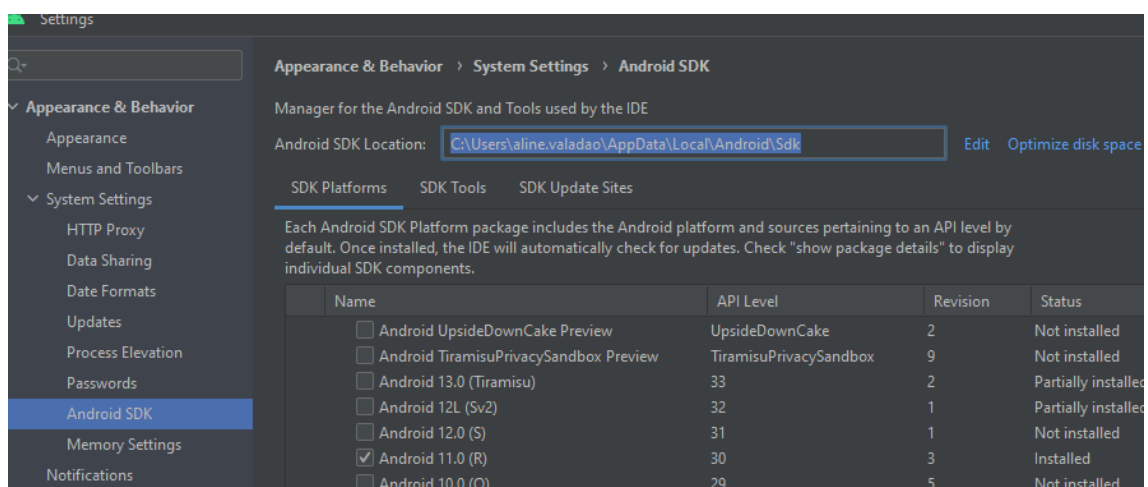 Settings
Appearance & Behavior
Appearance
Menus and Toolbars
System Settings
HTTP Proxy
Data Sharing
Date Formats
Updates
Process Elevation
Passwords
Android SDK
Memory Settings
Notifications
Appearance & Behavior › System Settings › Android SDK
Manager for the Android SDK and Tools used by the IDE
Android SDK Location: C:\Users\aline.valadao\AppData\Local\Android\Sdk Edit Optimize disk space
SDK Platforms SDK Tools SDK Update Sites
Each Android SDK Platform package includes the Android platform and sources pertaining to an API level by
default. Once installed, the IDE will automatically check for updates. Check "show package details" to display
individual SDK components.
Name API Level Revision Status
Android UpsideDownCake Preview UpsideDownCake 2 Not installed
Android TiramisuPrivacySandbox Preview TiramisuPrivacySandbox 9 Not installed
Android 13.0 (Tiramisu) 33 2 Partially installed
Android 12L (Sv2) 32 1 Partially installed
Android 12.0 (S) 31 1 Not installed
Android 11.0 (R) 30 3 Installed
Android 10.0 (Q) 29 5 Not installed